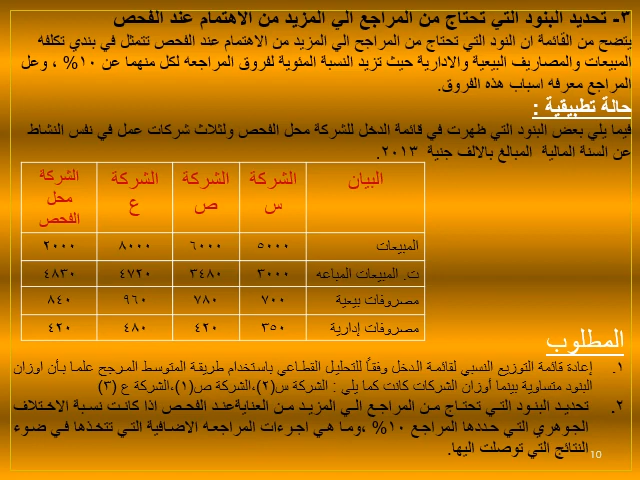 ٣- تحديد البنود التي تحتاج من المراجع الي المزيد من الاهتمام عند الفحص
يتضح من القائمة ان النود التي تحتاج من المراجح الي المزيد من الاهتمام عند الفحص تتمثل في بندي تكلفه
المبيعات والمصاريف البيعية والادارية حيث تزيد النسبة المئوية لفروق المراجعه لكل منهما عن ١٠% ، وعل
المراجع معرفه اسباب هذه الفروق.
حالة تطبيقية :
فيما يلي بعض البنود التي ظهرت في قائمة الدخل للشركة محل الفحص ولثلاث شركات عمل في نفس النشاط
عن السنة المالية المبالغ بالالف جنية ٢٠١٣.
البيان الشركة س الشركة ص الشركة ع الشركة محل الفحص
المبيعات ٥٠٠٠ ٦٠٠٠ ٨٠٠٠ ٢٠٠٠
ت. المبيعات المباعه ٣٠٠٠ ٣٤٨٠ ٤٧٢٠ ٤٨٣٠
مصروفات بيعية ٧٠٠ ٧٨٠ ٩٦٠ ٨٤٠
مصروفات إدارية ٣٥٠ ٤٢٠ ٤٨٠ ٤٢٠
المطلوب
١. إعادة قائمة التوزيع النسبي لقائمة الدخل وفقاً للتحليل القطاعي باستخدام طريقة المتوسط المرجح علما بأن اوزان
البنود متساوية بينما أوزان الشركات كانت كما يلي : الشركة س(٢)،الشركة ص(١)،الشركة ع (٣)
٢. تحديد البنود التي تحتاج من المراجع الي المزيد من العنايةعند الفحص اذا كانت نسبة الاختلاف
الجوهري التي حددها المراجع ١٠% ،وما هي اجرءات المراجعه الاضافية التي تتخذها في ضوء
النتائج التي توصلت اليها.
10